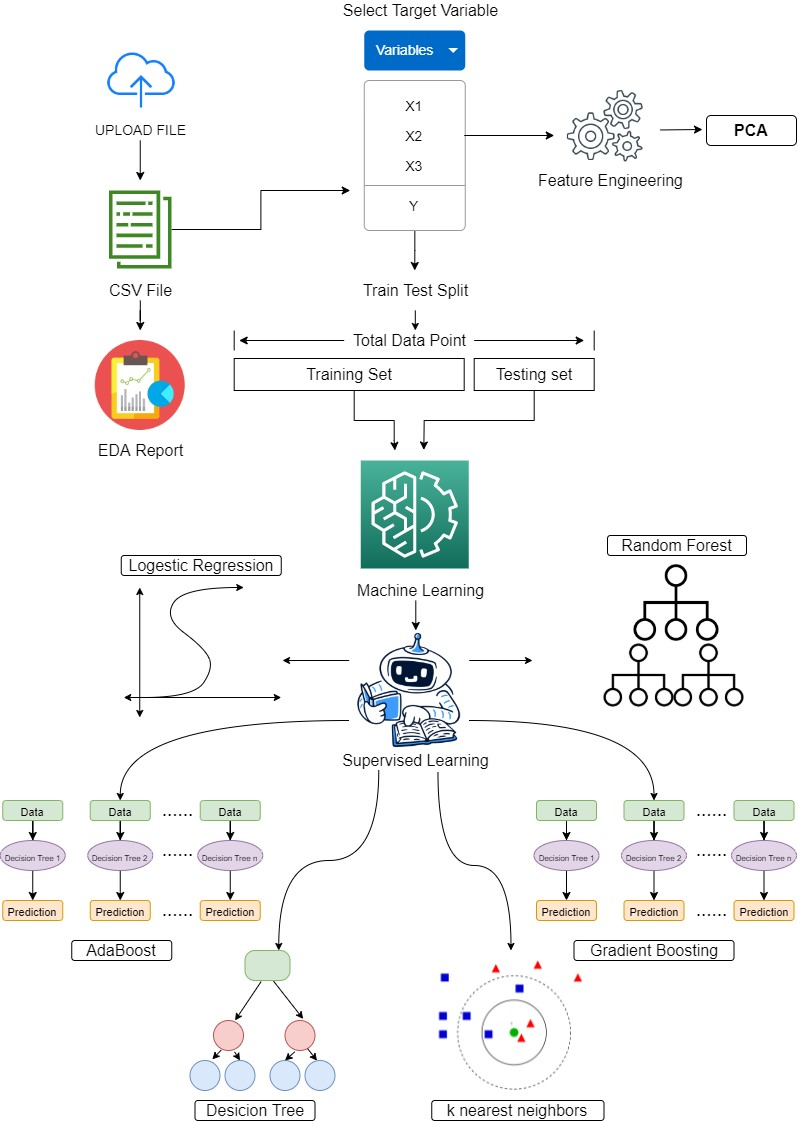 Select Target Variable
Variables
UPLOAD FILE
X1
X2
X3
Y
PCA
Feature Engineering
CSV File
Train Test Split
Total Data Point
Training Set
Testing set
EDA Report
Random Forest
Logestic Regression
Machine Learning
Supervised Learning
Data
Data
......
Data
Decision Tree 1
Decision Tree 2
......
Decision Tree n
Prediction
Prediction
......
Prediction
AdaBoost
Data
Data
......
Data
Decision Tree 1
Decision Tree 2
......
Decision Tree n
Prediction
Prediction
......
Prediction
Gradient Boosting
Desicion Tree
k nearest neighbors